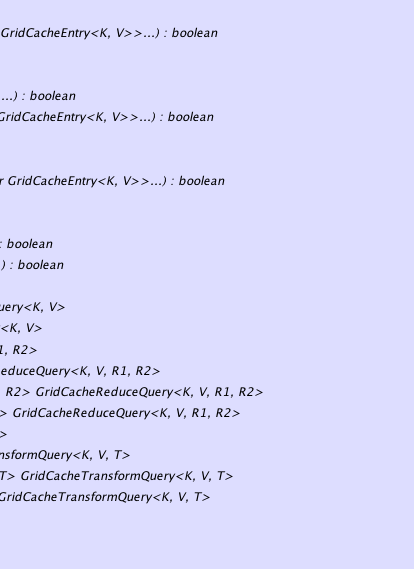 GridCacheEntry<K, V>>...) : boolean
...) : boolean
GridCacheEntry<K, V>>...) : boolean
r GridCacheEntry<K, V>>...) : boolean
: boolean
) : boolean
uery<K, V>
<K, V>
1, R2>
educeQuery<K, V, R1, R2>
, R2> GridCacheReduceQuery<K, V, R1, R2>
> GridCacheReduceQuery<K, V, R1, R2>
>
nsformQuery<K, V, T>
T> GridCacheTransformQuery<K, V, T>
GridCacheTransformQuery<K, V, T>